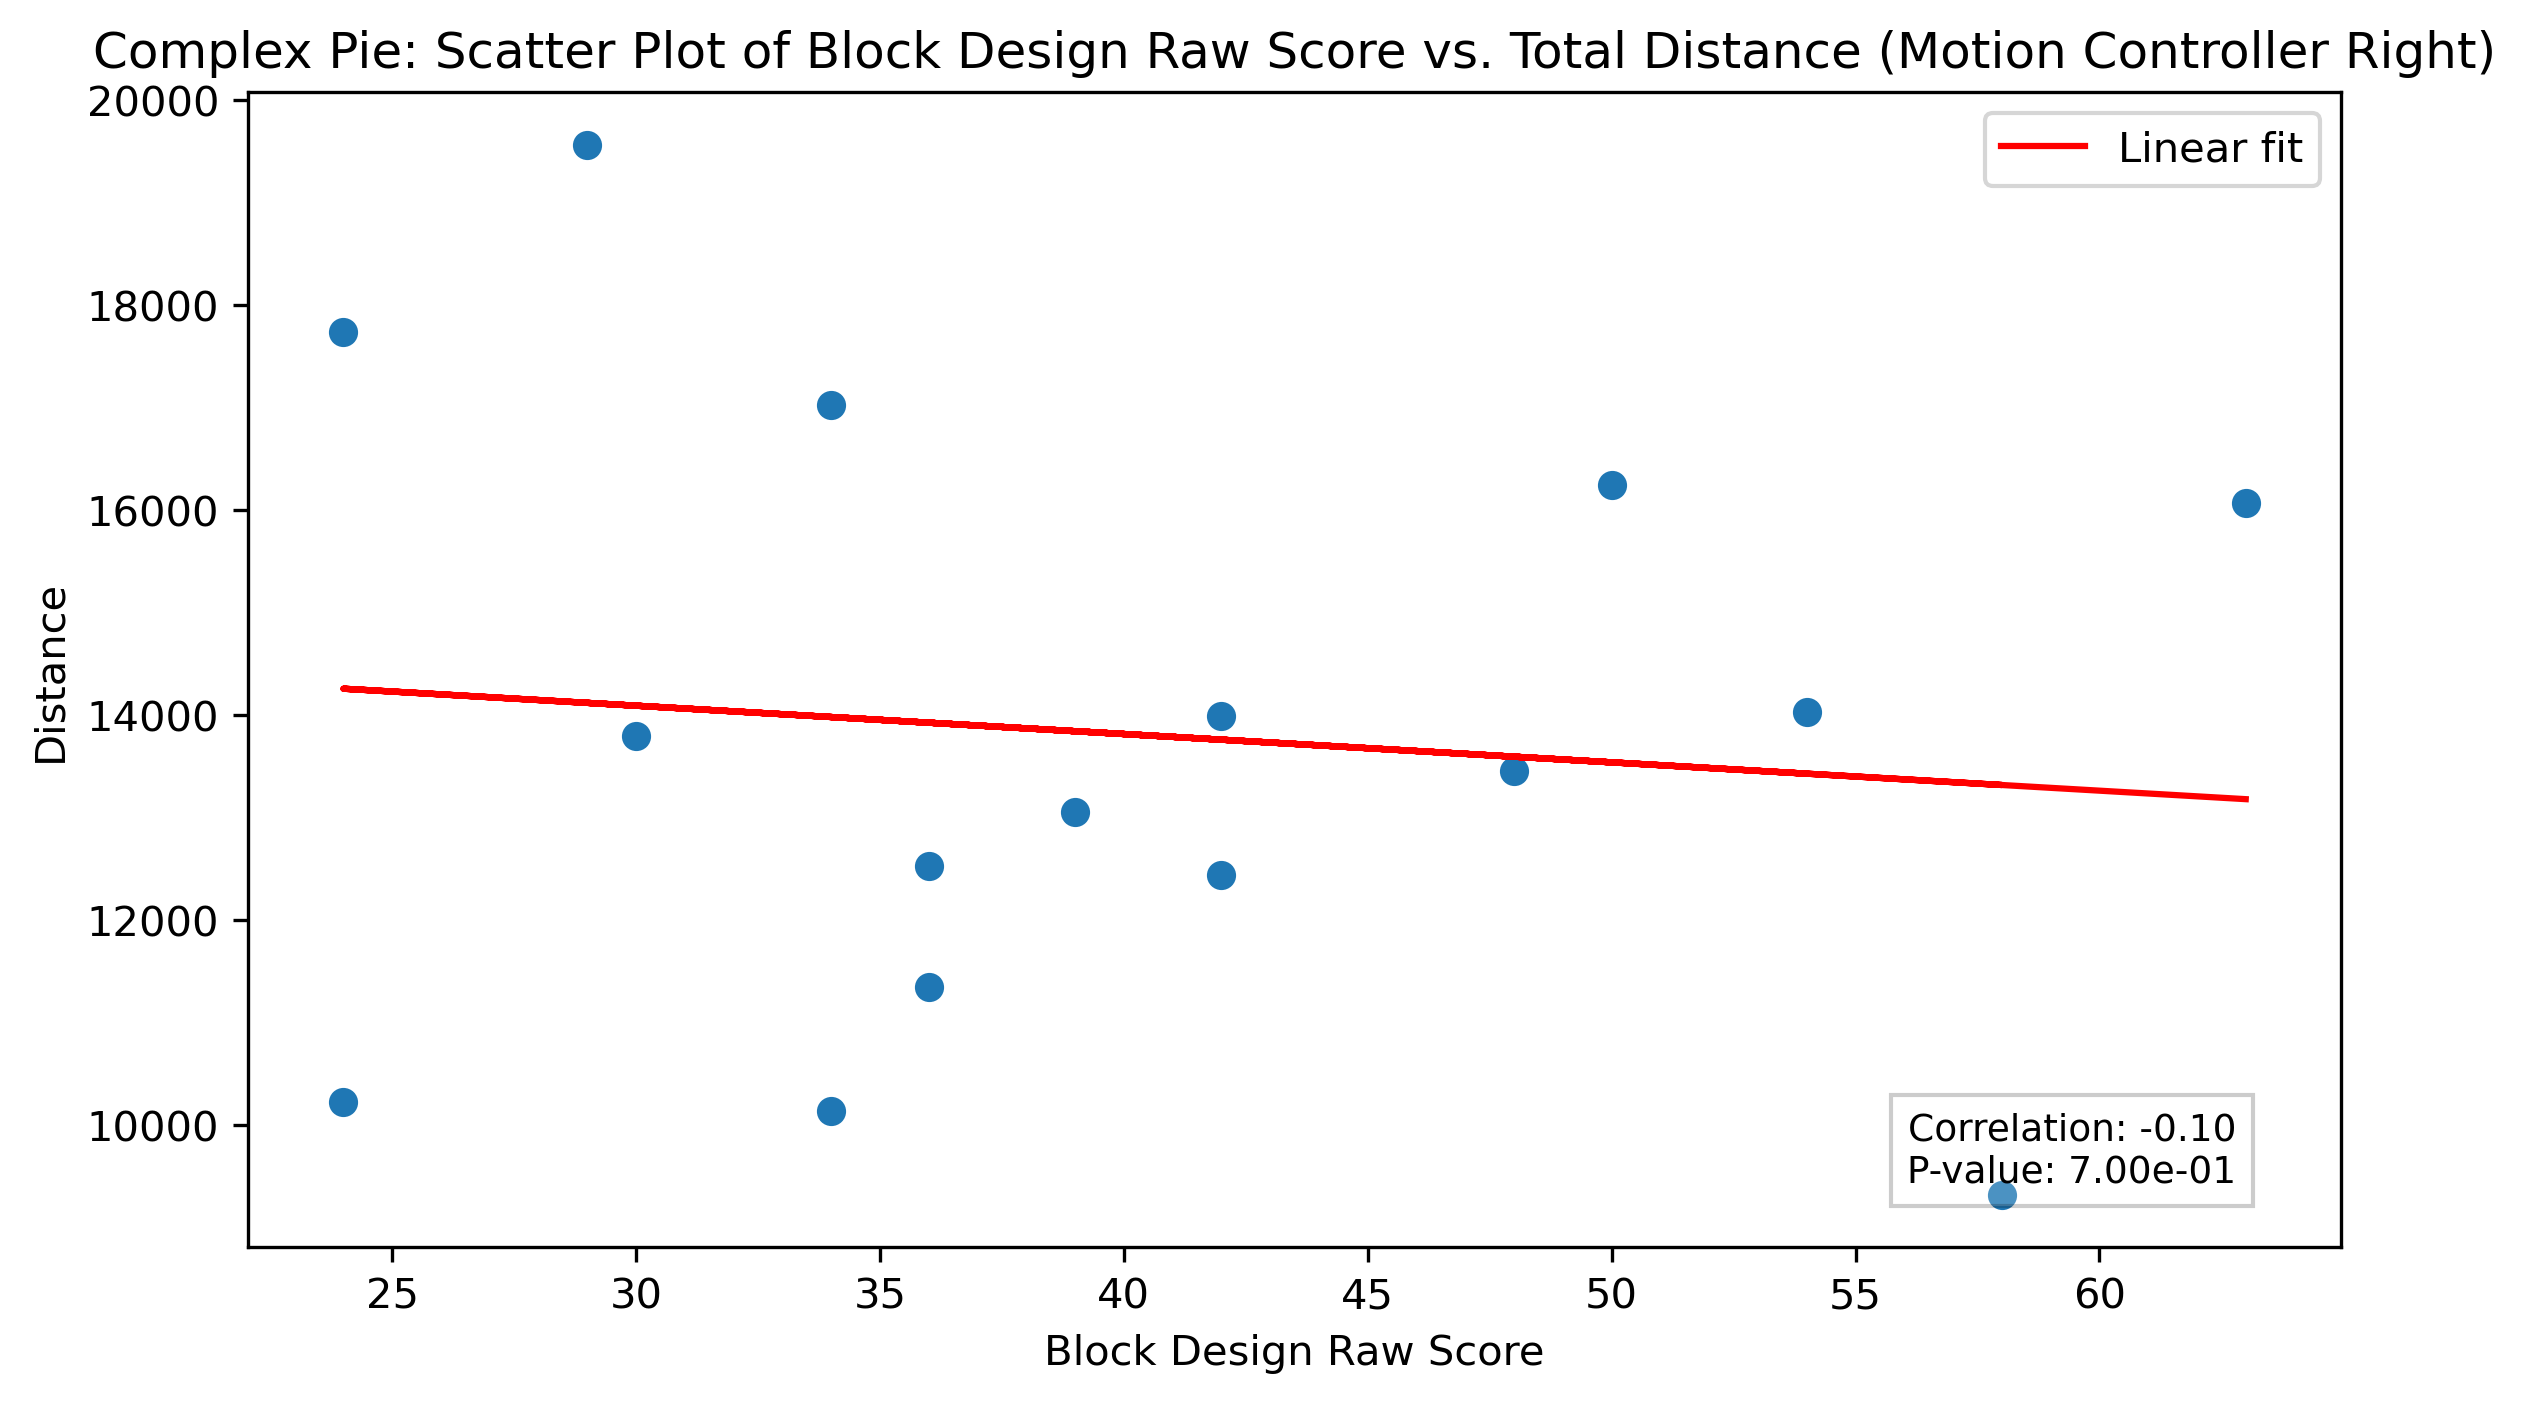 Complex Pie: Scatter Plot of Block Design Raw Score vs. Total Distance (Motion Controller Right)
Linear fit
Distance
20000
18000
16000
14000
12000
10000
Correlation: -0.10
P-value: 7.00e-01
25 30 35 40 45 50 55 60
Block Design Raw Score